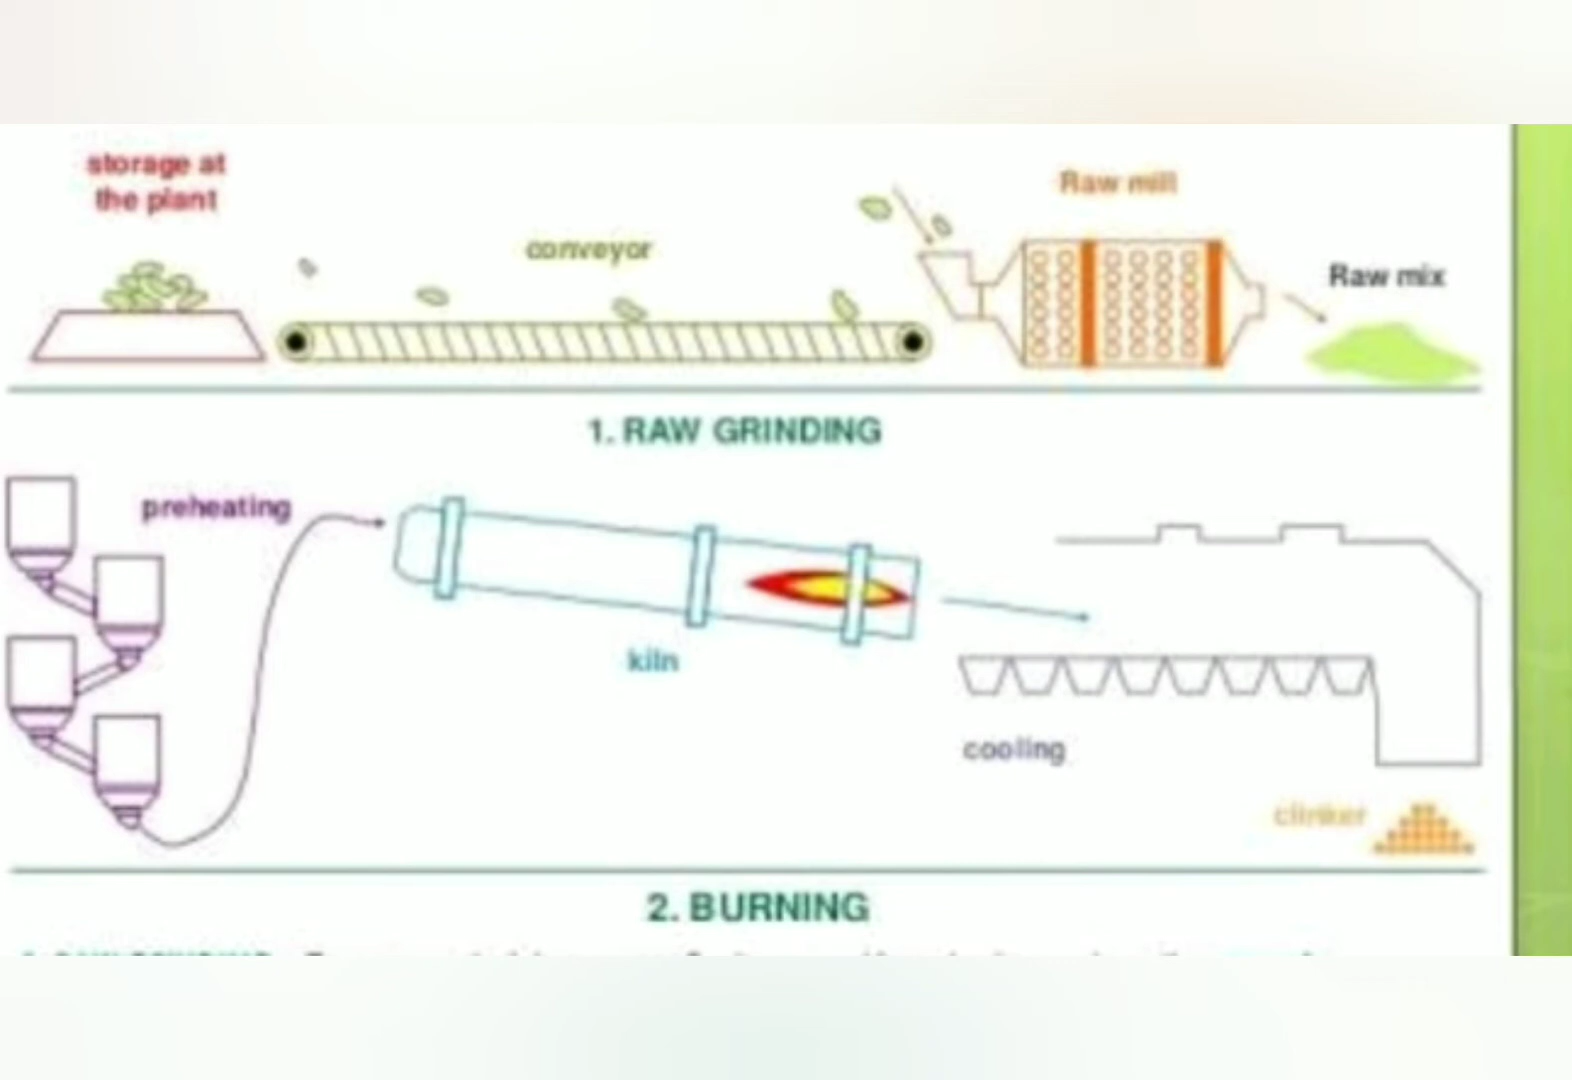 storage at
the plant
conveyor
Raw mill
Raw mix
1. RAW GRINDING
preheating
kiln
cooling
clinker
2. BURNING